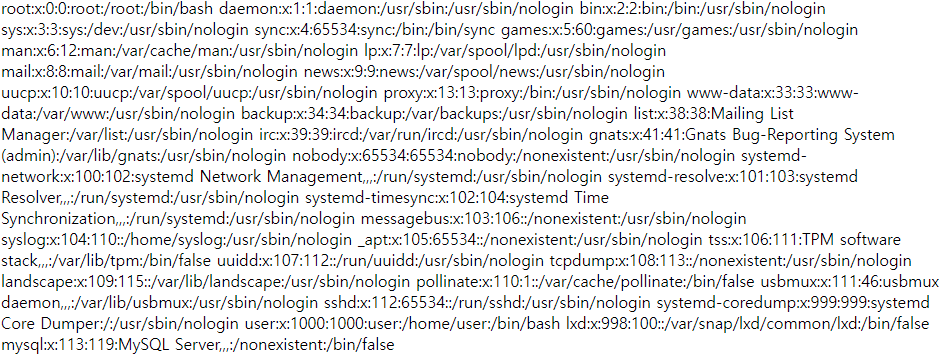 root:x:0:0:root:/root:/bin/bash daemon:x:1:1:daemon:/usr/sbin:/usr/sbin/nologin bin:x:2:2:bin:/bin:/usr/sbin/nologin
sys:x:3:3:sys:/dev:/usr/sbin/nologin sync:x:4:65534:sync:/bin:/bin/sync games:x:5:60:games:/usr/games:/usr/sbin/nologin
man:x:6:12:man:/var/cache/man:/usr/sbin/nologin lp:x:7:7:lp:/var/spool/lpd:/usr/sbin/nologin
mail:x:8:8:mail:/var/mail:/usr/sbin/nologin news:x:9:9:news:/var/spool/news:/usr/sbin/nologin
uucp:x:10:10:uucp:/var/spool/uucp:/usr/sbin/nologin proxy:x:13:13:proxy:/bin:/usr/sbin/nologin www-data:x:33:33:www-
data:/var/www:/usr/sbin/nologin backup:x:34:34:backup:/var/backups:/usr/sbin/nologin list:x:38:38:Mailing List
Manager:/var/list:/usr/sbin/nologin irc:x:39:39:ircd:/var/run/ircd:/usr/sbin/nologin gnats:x:41:41:Gnats Bug-Reporting System
(admin):/var/lib/gnats:/usr/sbin/nologin nobody:x:65534:65534:nobody:/nonexistent:/usr/sbin/nologin systemd-
network:x:100:102:systemd Network Management,,,:/run/systemd:/usr/sbin/nologin systemd-resolve:x:101:103:systemd
Resolver,,,:/run/systemd:/usr/sbin/nologin systemd-timesync:x:102:104:systemd Time
Synchronization,,,:/run/systemd:/usr/sbin/nologin messagebus:x:103:106::/nonexistent:/usr/sbin/nologin
syslog:x:104:110::/home/syslog:/usr/sbin/nologin _apt:x:105:65534::/nonexistent:/usr/sbin/nologin tss:x:106:111:TPM software
stack,,,:/var/lib/tpm:/bin/false uuidd:x:107:112::/run/uuidd:/usr/sbin/nologin tcpdump:x:108:113::/nonexistent:/usr/sbin/nologin
landscape:x:109:115::/var/lib/landscape:/usr/sbin/nologin pollinate:x:110:1::/var/cache/pollinate:/bin/false usbmux:x:111:46:usbmux
daemon,,,:/var/lib/usbmux:/usr/sbin/nologin sshd:x:112:65534::/run/sshd:/usr/sbin/nologin systemd-coredump:x:999:999:systemd
Core Dumper:/:/usr/sbin/nologin user:x:1000:1000:user:/home/user:/bin/bash lxd:x:998:100::/var/snap/lxd/common/lxd:/bin/false
mysql:x:113:119:MySQL Server,,,:/nonexistent:/bin/false